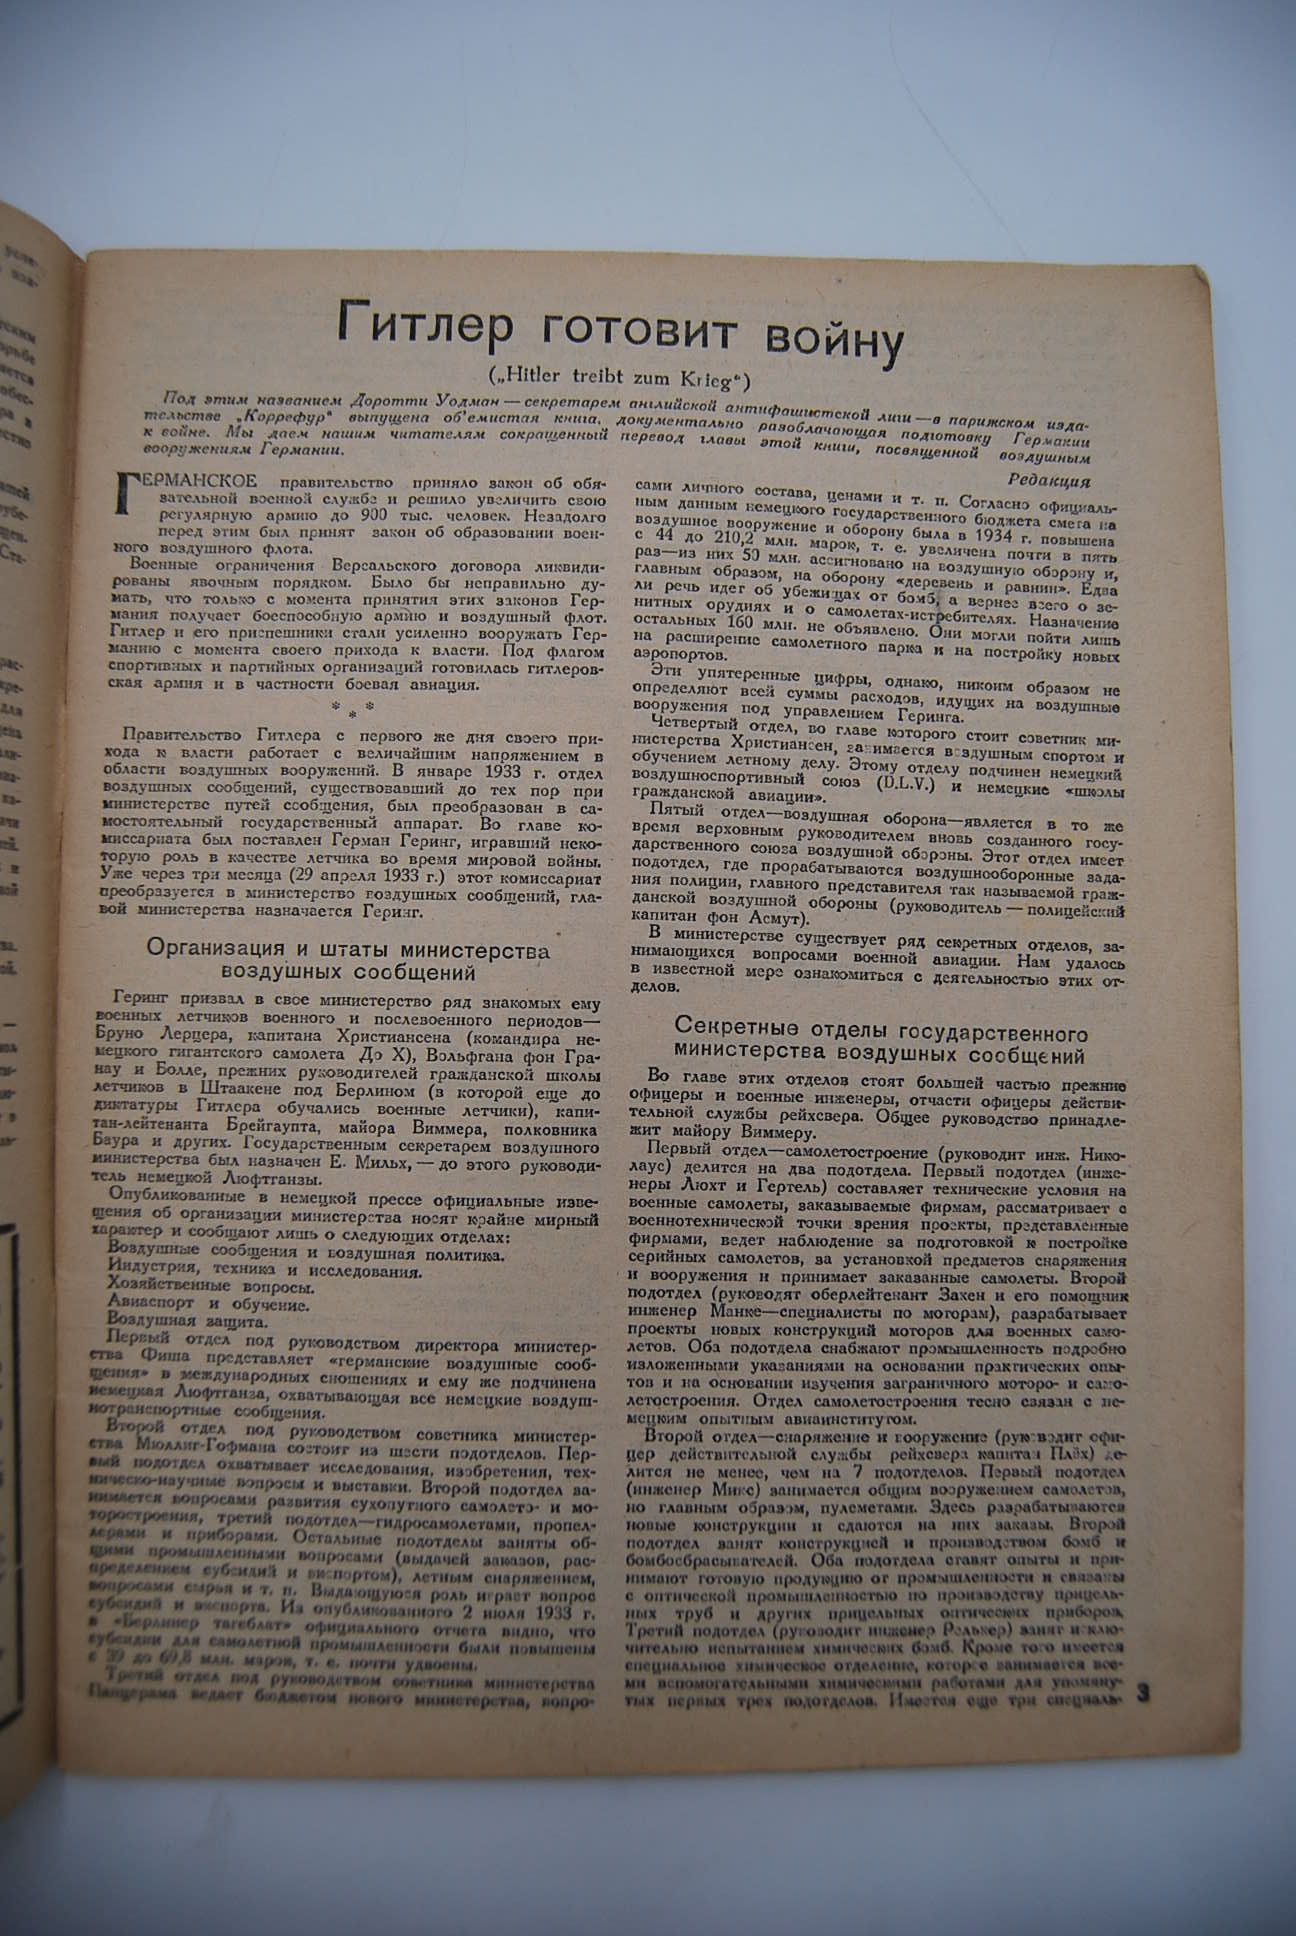 Гитлер готовит войну
(„Hitler treibt zum Krieg“)
Под этим названием Доротти Уодман — секретарем английской антифашистской лиги — в парижском изда-
тельстве „Коррефур“ выпущена об'емистая книга, документально разоблачающая подготовку Германии
к войне. Мы даем нашим читателям сокращенный перевод главы этой книги, посвященной воздушным
вооружениям Германии.
Редакция
ГЕРМАНСКОЕ правительство приняло закон об обя-
зательной военной службе и решило увеличить свою
регулярную армию до 900 тыс. человек. Незадолго
перед этим был принят закон об образовании воен-
ного воздушного флота.
Военные ограничения Версальского договора ликвиди-
рованы явочным порядком. Было бы неправильно ду-
мать, что только с момента принятия этих законов Гер-
мания получает боеспособную армию и воздушный флот.
Гитлер и его приспешники стали усиленно вооружать Гер-
манию с момента своего прихода к власти. Под флагом
спортивных и партийных организаций готовилась гитлеров-
ская армия и в частности боевая авиация.
* * *
Правительство Гитлера с первого же дня своего при-
хода к власти работает с величайшим напряжением в
области воздушных вооружений. В январе 1933 г. отдел
воздушных сообщений, существовавший до тех пор при
министерстве путей сообщения, был преобразован в са-
мостоятельный государственный аппарат. Во главе ко-
миссариата был поставлен Герман Геринг, игравший неко-
торую роль в качестве летчика во время мировой войны.
Уже через три месяца (29 апреля 1933 г.) этот комиссариат
преобразуется в министерство воздушных сообщений, гла-
вой министерства назначается Геринг.
Организация и штаты министерства
воздушных сообщений
Геринг призвал в свое министерство ряд знакомых ему
военных летчиков военного и послевоенного периодов—
Бруно Лерцера, капитана Христиансена (командира не-
мецкого гигантского самолета До X), Вольфгана фон Гра-
нау и Болле, прежних руководителей гражданской школы
летчиков в Штаакене под Берлином (в которой еще до
диктатуры Гитлера обучались военные летчики), капи-
тан-лейтенанта Брейгаупта, майора Виммера, полковника
Баура и других. Государственным секретарем воздушного
министерства был назначен Е. Мильх, — до этого руководи-
тель немецкой Люфтганзы.
Опубликованные в немецкой прессе официальные изве-
щения об организации министерства носят крайне мирный
характер и сообщают лишь о следующих отделах:
Воздушные сообщения и воздушная политика.
Индустрия, техника и исследования.
Хозяйственные вопросы.
Авиаспорт и обучение.
Воздушная защита.
Первый отдел под руководством директора министер-
ства Фиша представляет «германские воздушные сооб-
щения» в международных сношениях и ему же подчинена
немецкая Люфтганза, охватывающая все немецкие воздуш-
нотранспортные сообщения.
Второй отдел под руководством советника министер-
ства Мюллиг-Гофмана состоит из шести подотделов. Пер-
вый подотдел охватывает исследования, изобретения, тех-
ническо-научные вопросы и выставки. Второй подотдел за-
нимается вопросами развития сухопутного самолето- и мо-
торостроения, третий подотдел—гидросамолетами, пропел-
лерами и приборами. Остальные подотделы заняты об-
щими промышленными вопросами (выдачей заказов, рас-
пределением субсидий и экспортом), летным снаряжением,
вопросами сырья и т. п. Выдающуюся роль играет вопрос
субсидий и экспорта. Из опубликованного 2 июля 1933 г.
в «Берлинер тагеблат» официального отчета видно, что
субсидии для самолетной промышленности были повышены
с 39 до 69,8 млн. марок, т. е. почти удвоены.
Третий отдел под руководством советника министерства
Панцерама ведает бюджетом нового министерства, вопро-
сами личного состава, ценами и т. п. Согласно официаль-
ным данным немецкого государственного бюджета смета на
воздушное вооружение и оборону была в 1934 г. повышена
с 44 до 210,2 млн. марок, т. е. увеличена почти в пять
раз—из них 50 млн. ассигновано на воздушную оборону и,
главным образом, на оборону «деревень и равнин». Едва
ли речь идет об убежищах от бомб, а вернее всего о зе-
нитных орудиях и о самолетах-истребителях. Назначение
остальных 160 млн. не объявлено. Они могли пойти лишь
на расширение самолетного парка и на постройку новых
аэропортов.
Эти упятеренные цифры, однако, никоим образом не
определяют всей суммы расходов, идущих на воздушные
вооружения под управлением Геринга.
Четвертый отдел, во главе которого стоит советник ми-
нистерства Христиансен, занимается воздушным спортом и
обучением летному делу. Этому отделу подчинен немецкий
воздушноспортивный союз (D.L.V.) и немецкие «школы
гражданской авиации».
Пятый отдел—воздушная оборона—является в то же
время верховным руководителем вновь созданного госу-
дарственного союза воздушной обороны. Этот отдел имеет
подотдел, где прорабатываются воздушнооборонные зада-
ния полиции, главного представителя так называемой граж-
данской воздушной обороны (руководитель — полицейский
капитан фон Асмут).
В министерстве существует ряд секретных отделов, за-
нимающихся вопросами военной авиации. Нам удалось
в известной мере ознакомиться с деятельностью этих от-
делов.
Секретные отделы государственного
министерства воздушных сообщений
Во главе этих отделов стоят большей частью прежние
офицеры и военные инженеры, отчасти офицеры действи-
тельной службы рейхсвера. Общее руководство принадле-
жит майору Виммеру.
Первый отдел—самолетостроение (руководит инж. Нико-
лаус) делится на два подотдела. Первый подотдел (инже-
неры Люхт и Гертель) составляет технические условия на
военные самолеты, заказываемые фирмам, рассматривает с
военнотехнической точки зрения проекты, представленные
фирмами, ведет наблюдение за подготовкой к постройке
серийных самолетов, за установкой предметов снаряжения
и вооружения и принимает заказанные самолеты. Второй
подотдел (руководят оберлейтенант Захен и его помощник
инженер Манке—специалисты по моторам), разрабатывает
проекты новых конструкций моторов для военных само-
летов. Оба подотдела снабжают промышленность подробно
изложенными указаниями на основании практических опы-
тов и на основании изучения заграничного моторо- и само-
летостроения. Отдел самолетостроения тесно связан с не-
мецким опытным авиаинститутом.
Второй отдел—снаряжение и вооружение (руководит офи-
цер действительной службы рейхсвера капитан Плёх) де-
лится не менее, чем на 7 подотделов. Первый подотдел
(инженер Микс) занимается общим вооружением самолетов,
но главным образом, пулеметами. Здесь разрабатываются
новые конструкции и сдаются на них заказы. Второй
подотдел занят конструкцией и производством бомб и
бомбосбрасывателей. Оба подотдела ставят опыты и при-
нимают готовую продукцию от промышленности и связаны
с оптической промышленностью по производству прицель-
ных труб и других прицельных оптических приборов.
Третий подотдел (руководит инженер Рельке) занят исклю-
чительно испытанием химических бомб. Кроме того имеется
специальное химическое отделение, которое занимается все-
ми вспомогательными химическими работами для упомяну-
тых первых трех подотделов. Имеется еще три специаль-
3